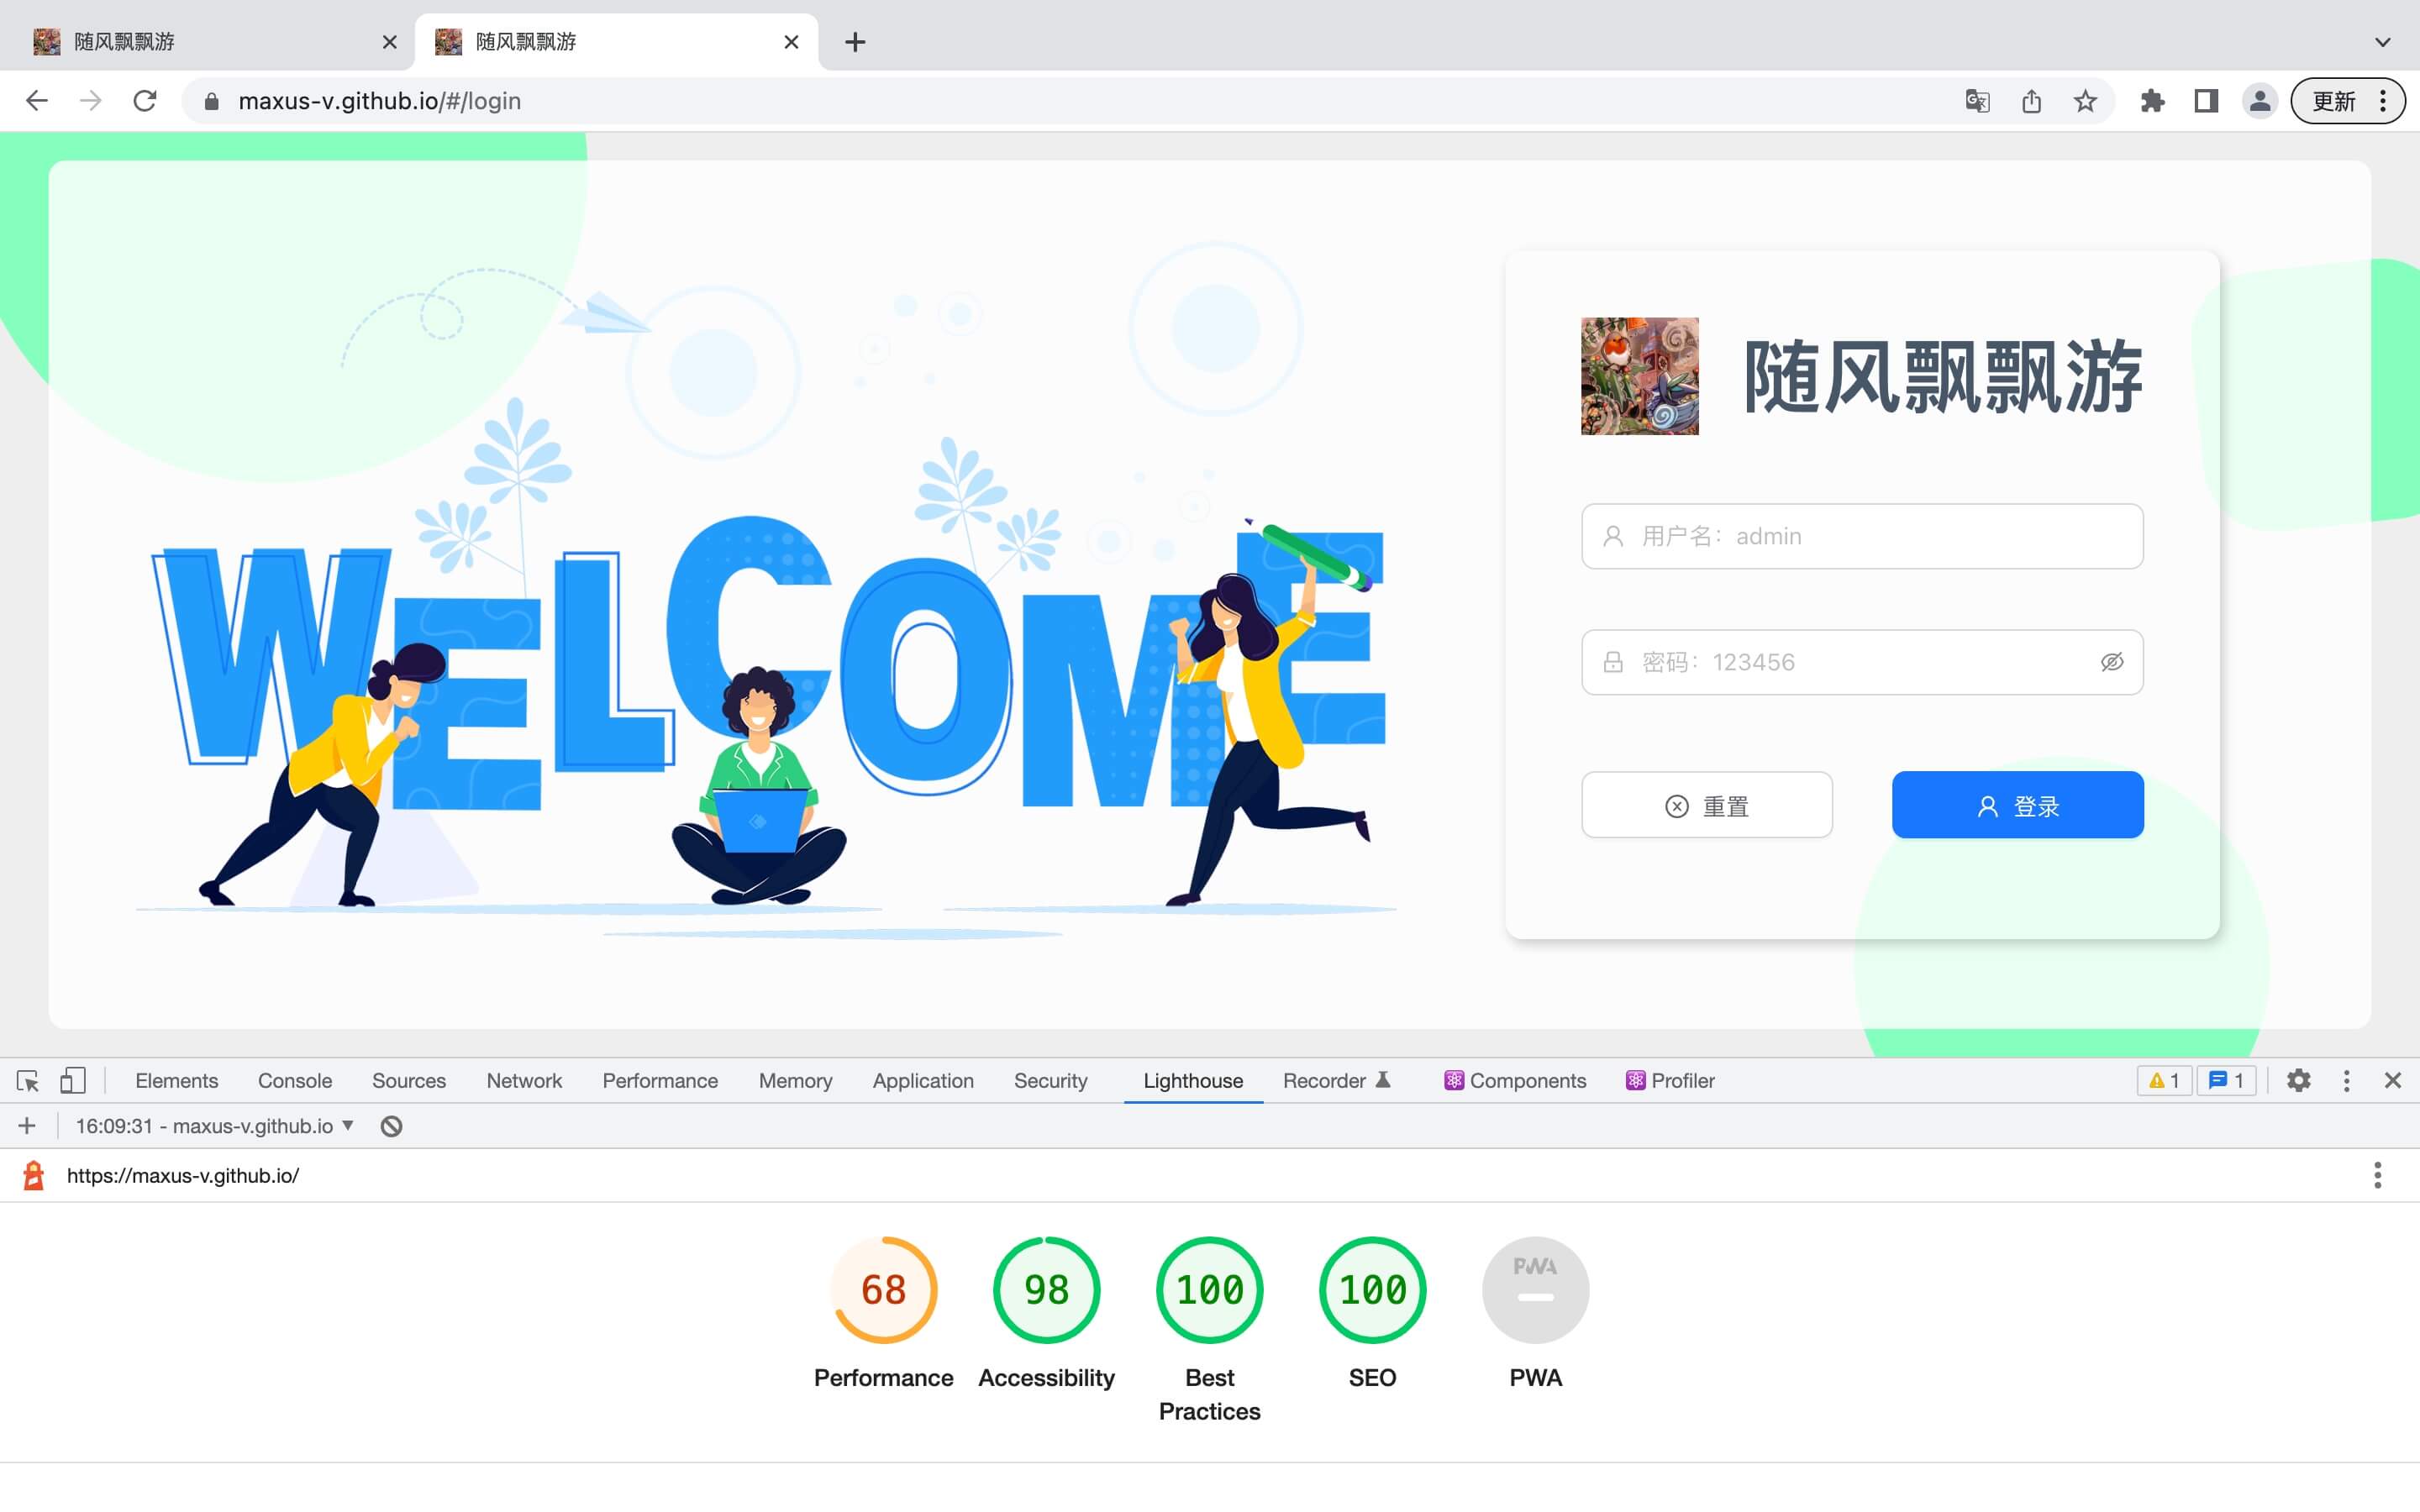 随风飘飘游
随风飘飘游
maxus-v.github.io/#/login
更新
WELCOME
随风飘飘游
用户名：admin
密码：123456
重置
登录
Elements Console Sources Network Performance Memory Application Security Lighthouse Recorder Components Profiler 1 1
16:09:31 - maxus-v.github.io
https://maxus-v.github.io/
68 98 100 100 PWA
Performance Accessibility Best Practices SEO PWA